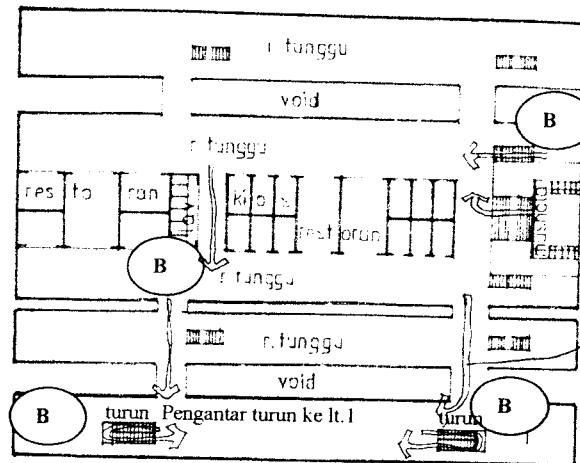 r. tunggu
void
B
r. tunggu
res to ran
kios
restoran
B
r. tunggu
r. tunggu
void
B
B
turun Pengantar turun ke lt.1
turun